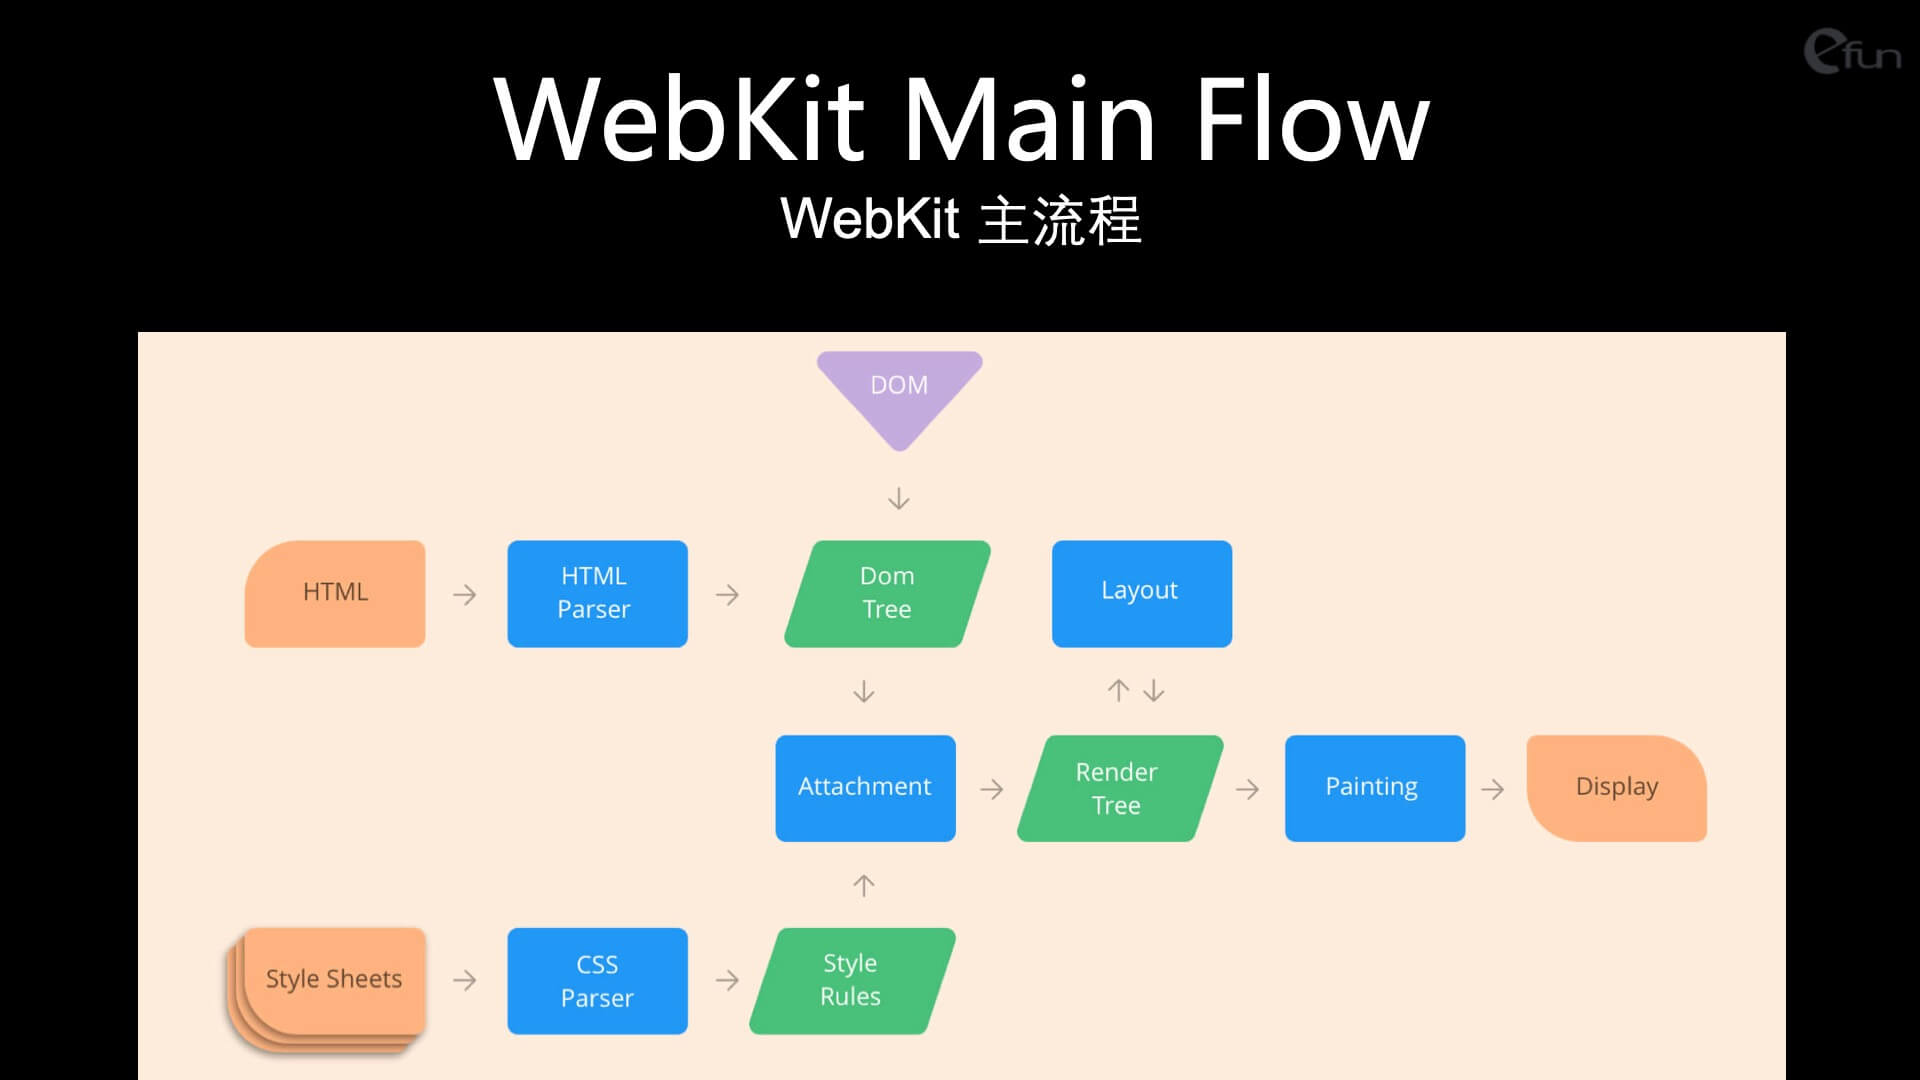 efun
WebKit Main Flow
WebKit 主流程
DOM
HTML
HTML
Parser
Dom
Tree
Layout
Attachment
Render
Tree
Painting
Display
Style Sheets
CSS
Parser
Style
Rules